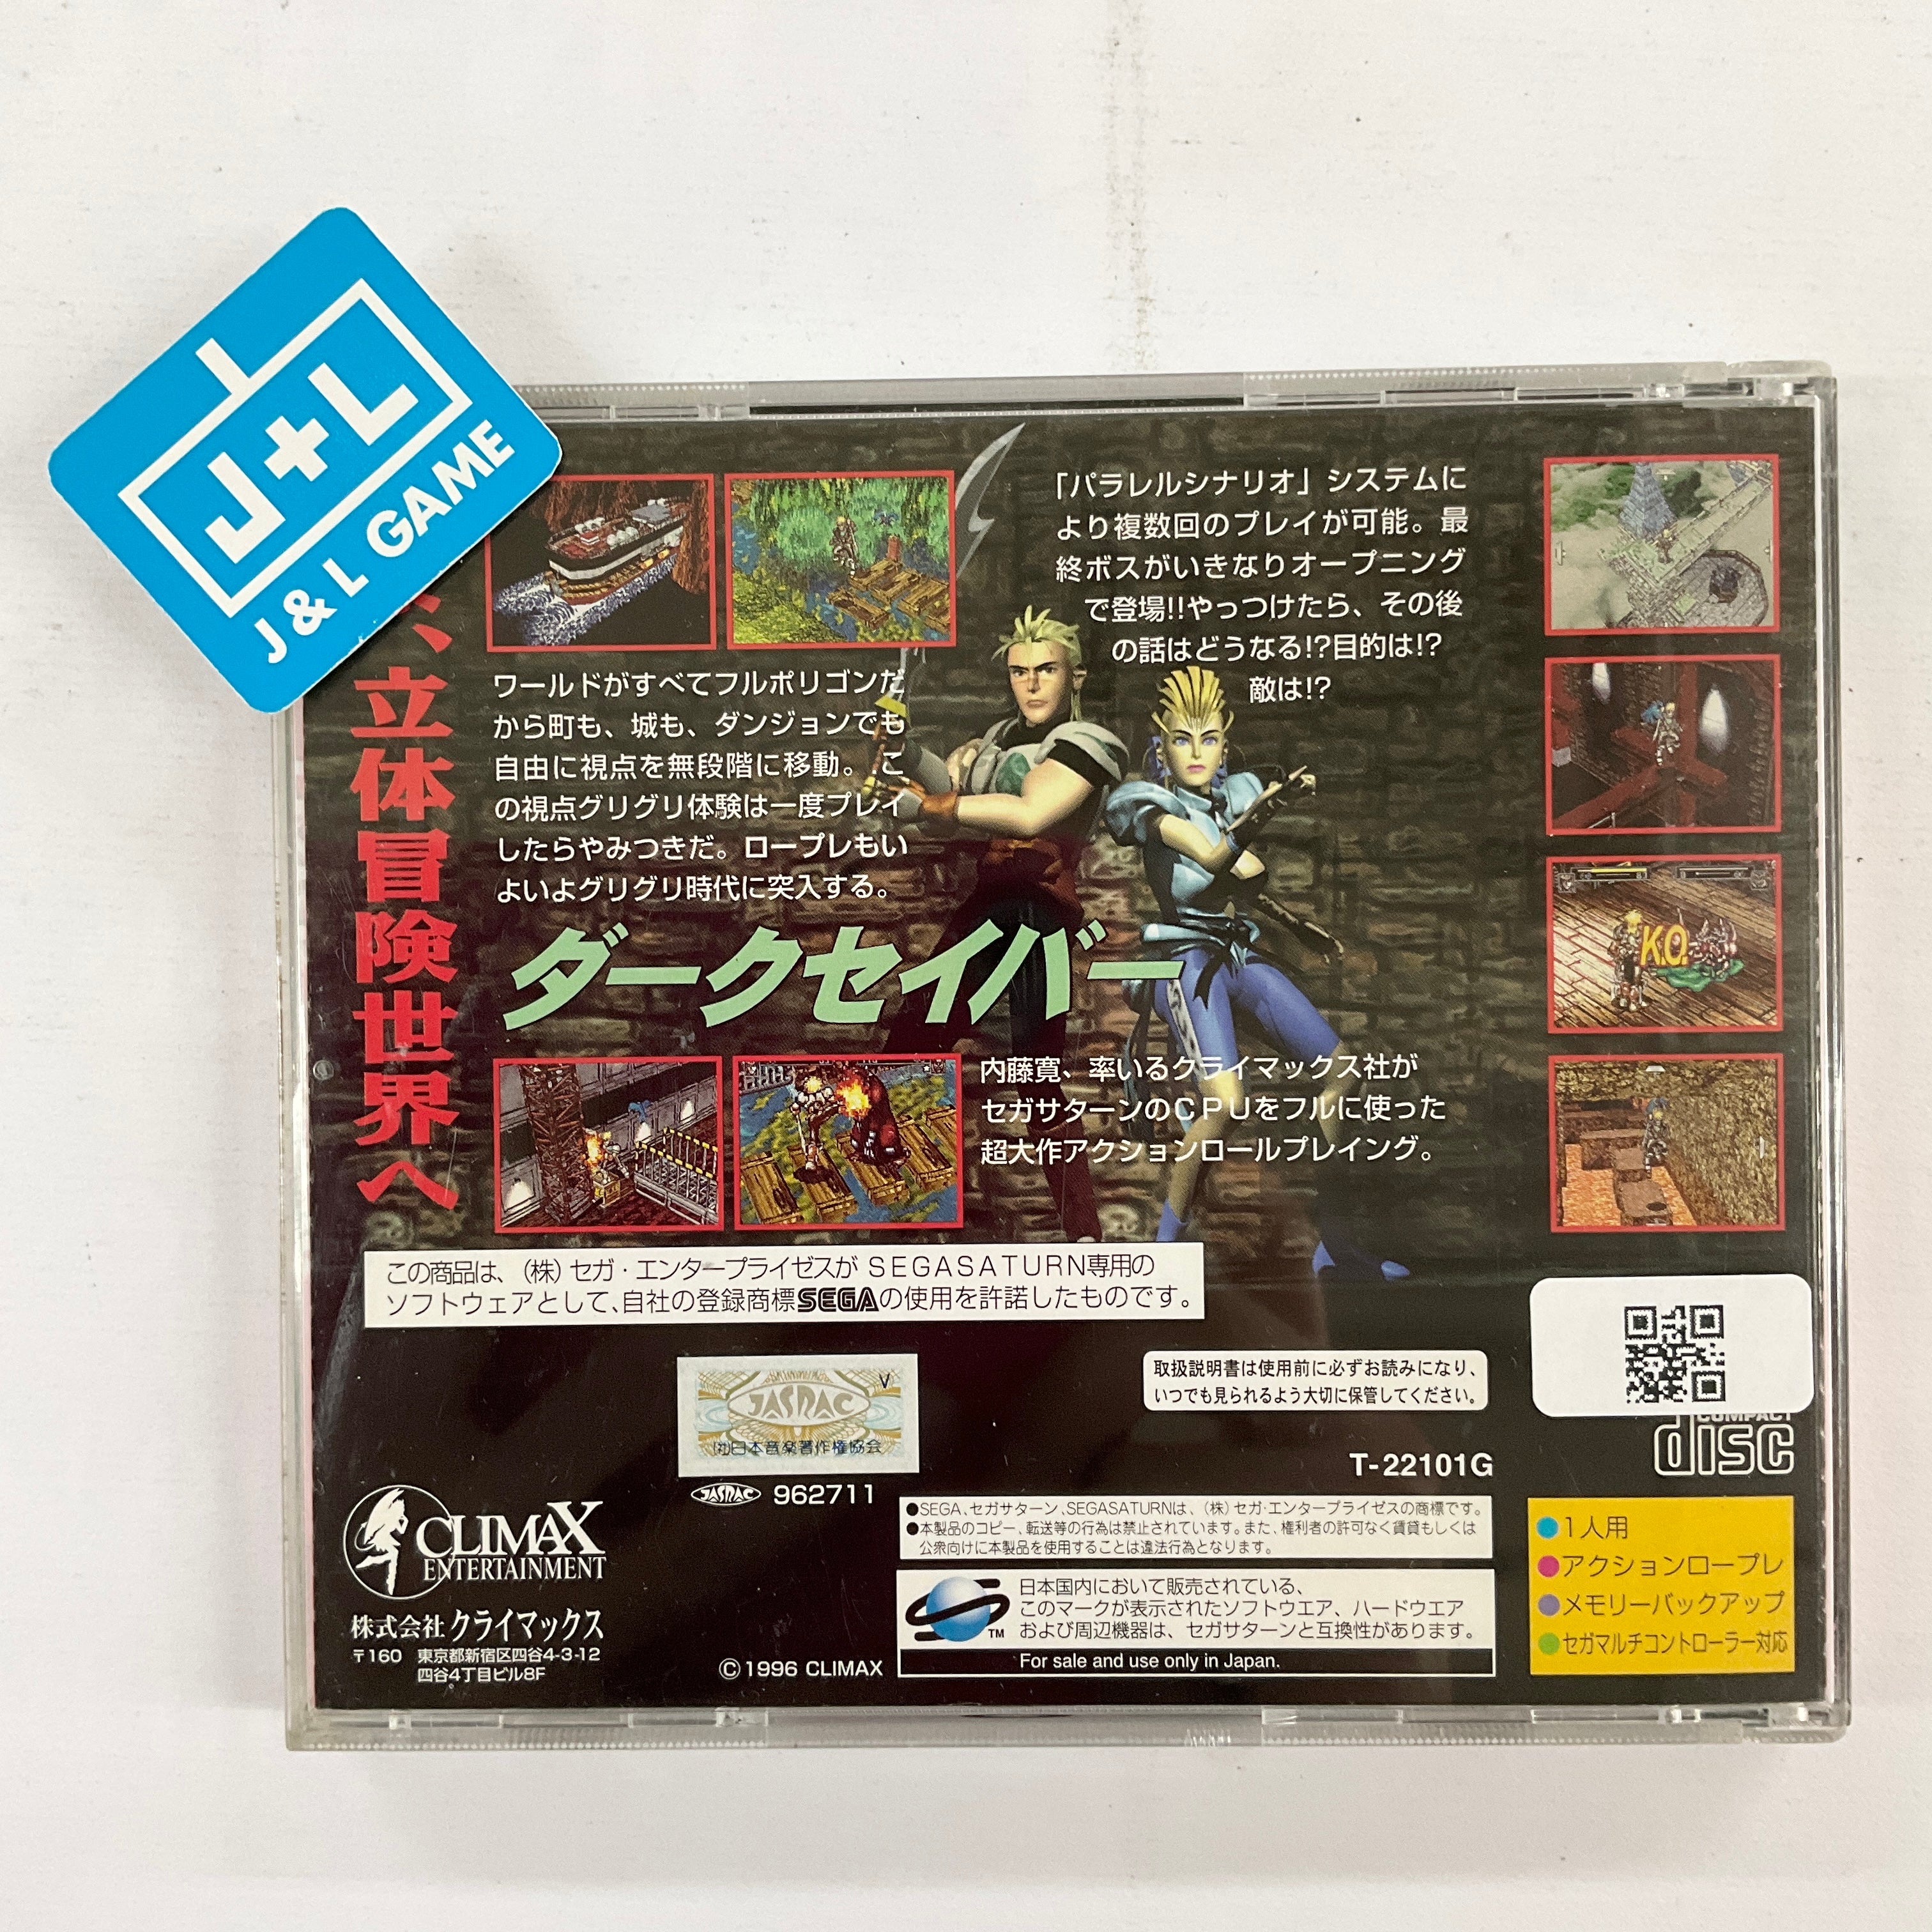 J+L
J&L GAME
、立体冒険世界へ
「パラレルシナリオ」システムに
より複数回のプレイが可能。最
終ボスがいきなりオープニング
で登場!!やっつけたら、その後
の話はどうなる!?目的は!?
敵は!?
ワールドがすべてフルポリゴンだ
から町も、城も、ダンジョンでも
自由に視点を無段階に移動。こ
の視点グリグリ体験は一度プレイ
したらやみつきだ。ロープレもい
よいよグリグリ時代に突入する。
ダークセイバー
K.O.
内藤寛、率いるクライマックス社が
セガサターンのCPUをフルに使った
超大作アクションロールプレイング。
この商品は、(株)セガ・エンタープライゼスが SEGASATURN専用の
ソフトウェアとして、自社の登録商標SEGAの使用を許諾したものです。
取扱説明書は使用前に必ずお読みになり、
いつでも見られるよう大切に保管してください。
JASRAC V
(社)日本音楽著作権協会
JASRAC 962711
T-22101G
COMPACT
disc
●SEGA、セガサターン、SEGASATURNは、(株)セガ・エンタープライゼスの商標です。
●本製品のコピー、転送等の行為は禁止されています。また、権利者の許可なく賃貸もしくは
公衆向けに本製品を使用することは違法行為となります。
日本国内において販売されている、
このマークが表示されたソフトウエア、ハードウエア
および周辺機器は、セガサターンと互換性があります。
TM
For sale and use only in Japan.
●1人用
●アクションロープレ
●メモリーバックアップ
●セガマルチコントローラー対応
CLIMAX
ENTERTAINMENT
株式会社クライマックス
〒160 東京都新宿区四谷4-3-12
四谷4丁目ビル8F
©1996 CLIMAX